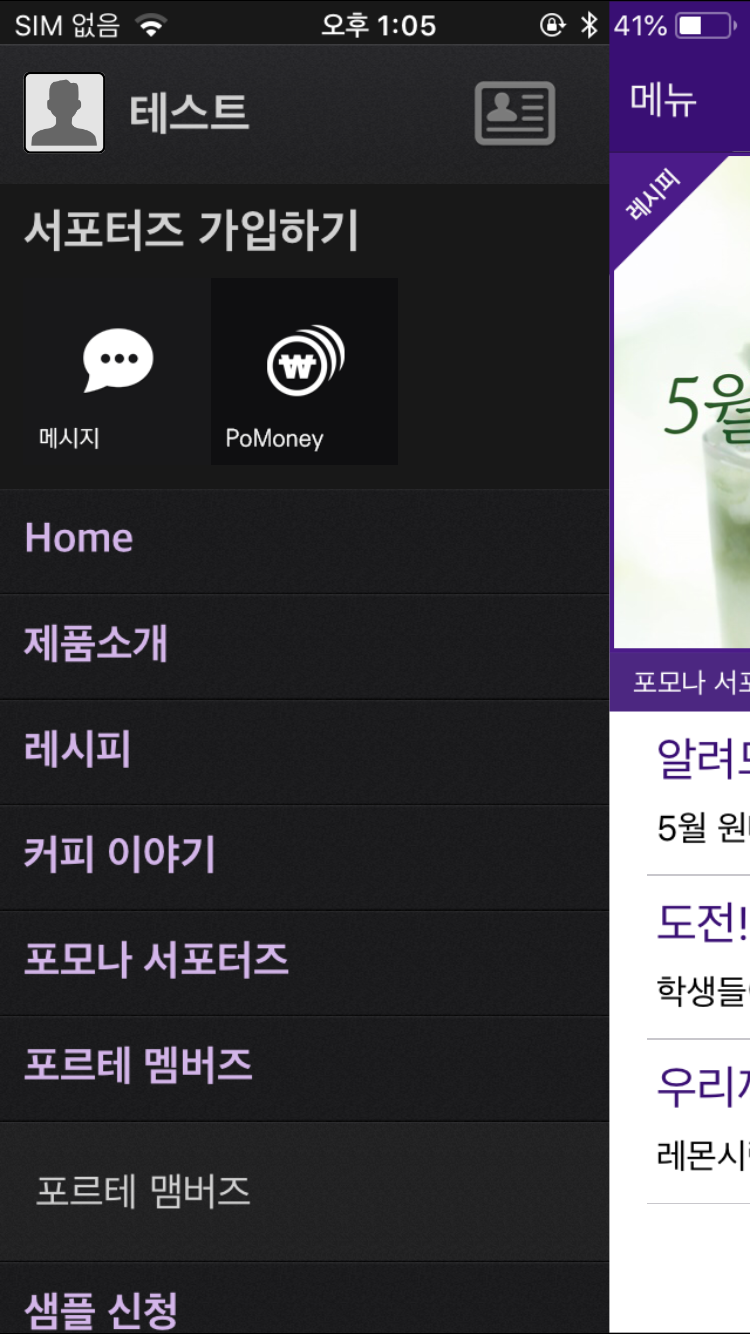 SIM 없음 오후 1:05 41%
테스트
서포터즈 가입하기
메시지 PoMoney
Home
제품소개
레시피
커피 이야기
포모나 서포터즈
포르테 멤버즈
포르테 맴버즈
샘플 신청
메뉴
레시피
5월
포모나 서포
알려
5월 원
도전!
학생들
우리
레몬시